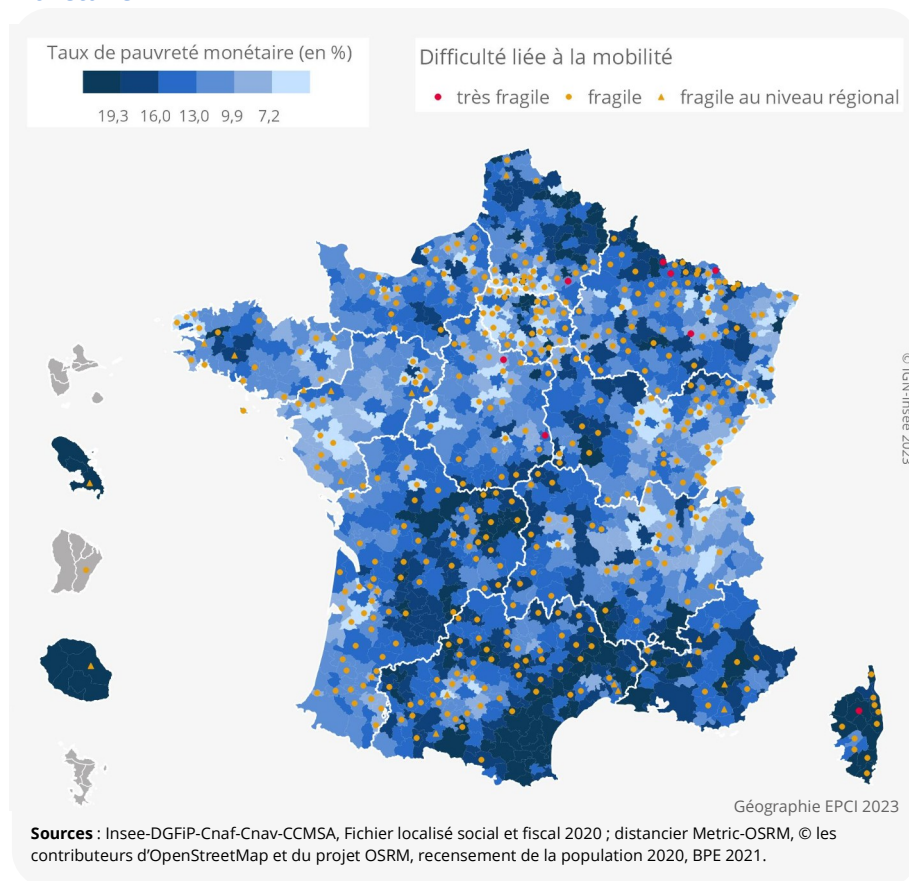 Taux de pauvreté monétaire (en %)
19,3 16,0 13,0 9,9 7,2
Difficulté liée à la mobilité
très fragile fragile fragile au niveau régional
© IGN-Insee 2023
Géographie EPCI 2023
Sources : Insee-DGFiP-Cnaf-Cnav-CCMSA, Fichier localisé social et fiscal 2020 ; distancier Metric-OSRM, © les
contributeurs d’OpenStreetMap et du projet OSRM, recensement de la population 2020, BPE 2021.